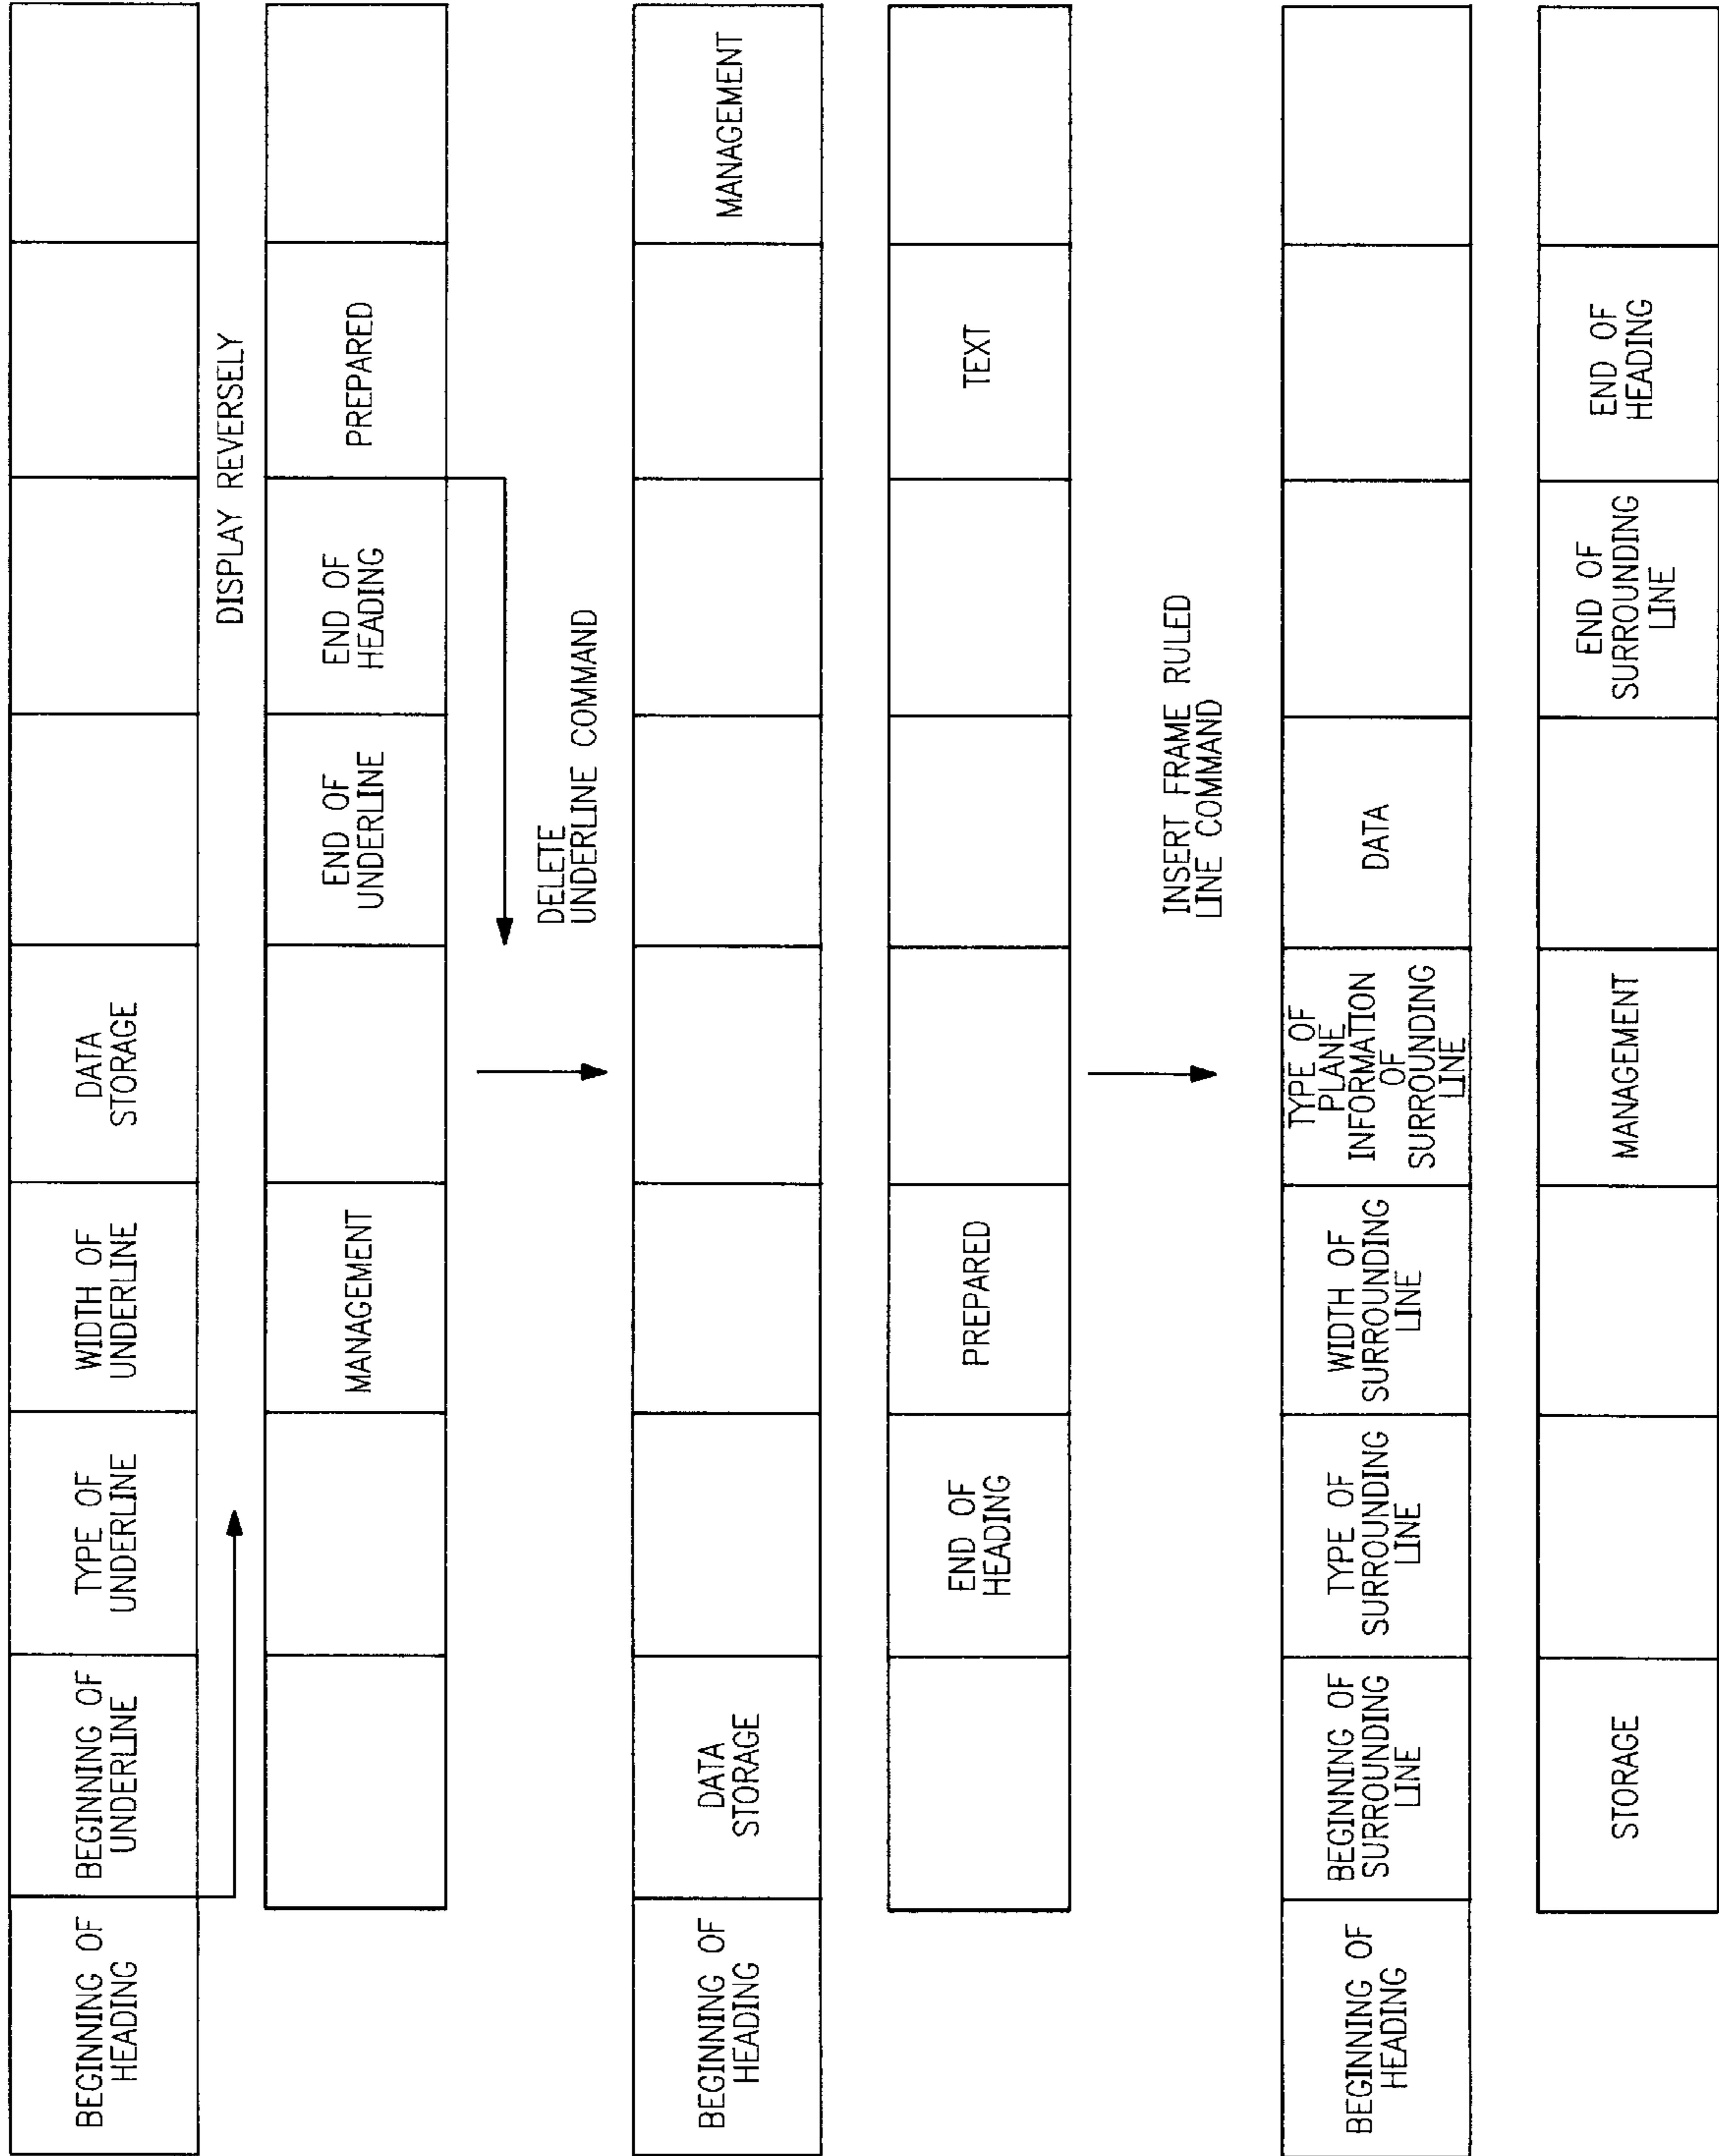 BEGINNING OF
HEADING
BEGINNING OF
UNDERLINE
TYPE OF
UNDERLINE
WIDTH OF
UNDERLINE
DATA
STORAGE
DISPLAY REVERSELY
MANAGEMENT
END OF
UNDERLINE
END OF
HEADING
PREPARED
DELETE
UNDERLINE COMMAND
BEGINNING OF
HEADING
DATA
STORAGE
MANAGEMENT
END OF
HEADING
PREPARED
TEXT
INSERT FRAME RULED
LINE COMMAND
BEGINNING OF
HEADING
BEGINNING OF
SURROUNDING
LINE
TYPE OF
SURROUNDING
LINE
WIDTH OF
SURROUNDING
LINE
TYPE OF
PLANE
INFORMATION
OF
SURROUNDING
LINE
DATA
STORAGE
MANAGEMENT
END OF
SURROUNDING
LINE
END OF
HEADING